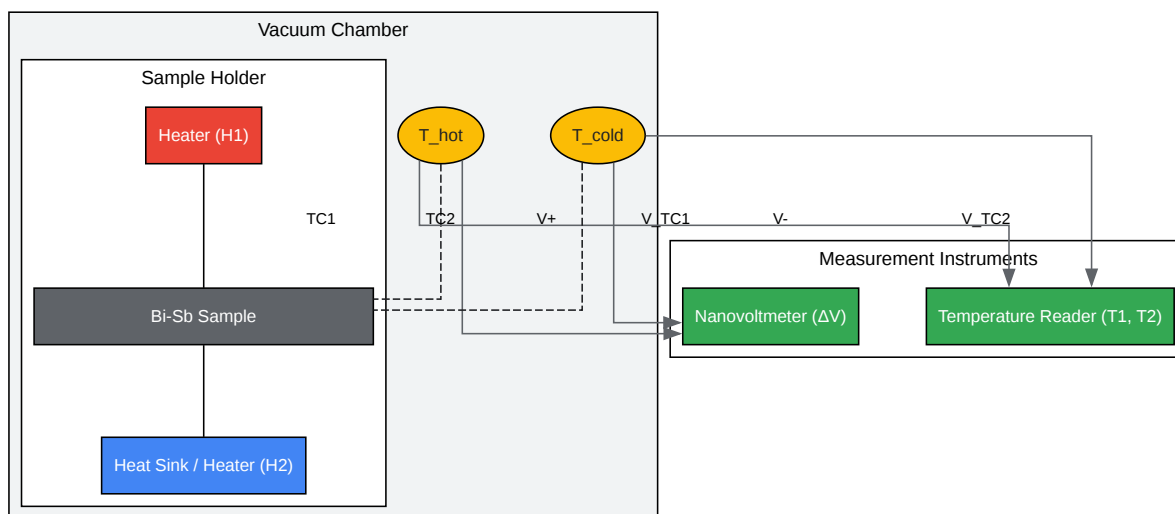 Vacuum Chamber
Sample Holder
Heater (H1)
T_hot
T_cold
TC1
TC2
V+
V_TC1
V-
V_TC2
Measurement Instruments
Bi-Sb Sample
Nanovoltmeter (ΔV)
Temperature Reader (T1, T2)
Heat Sink / Heater (H2)